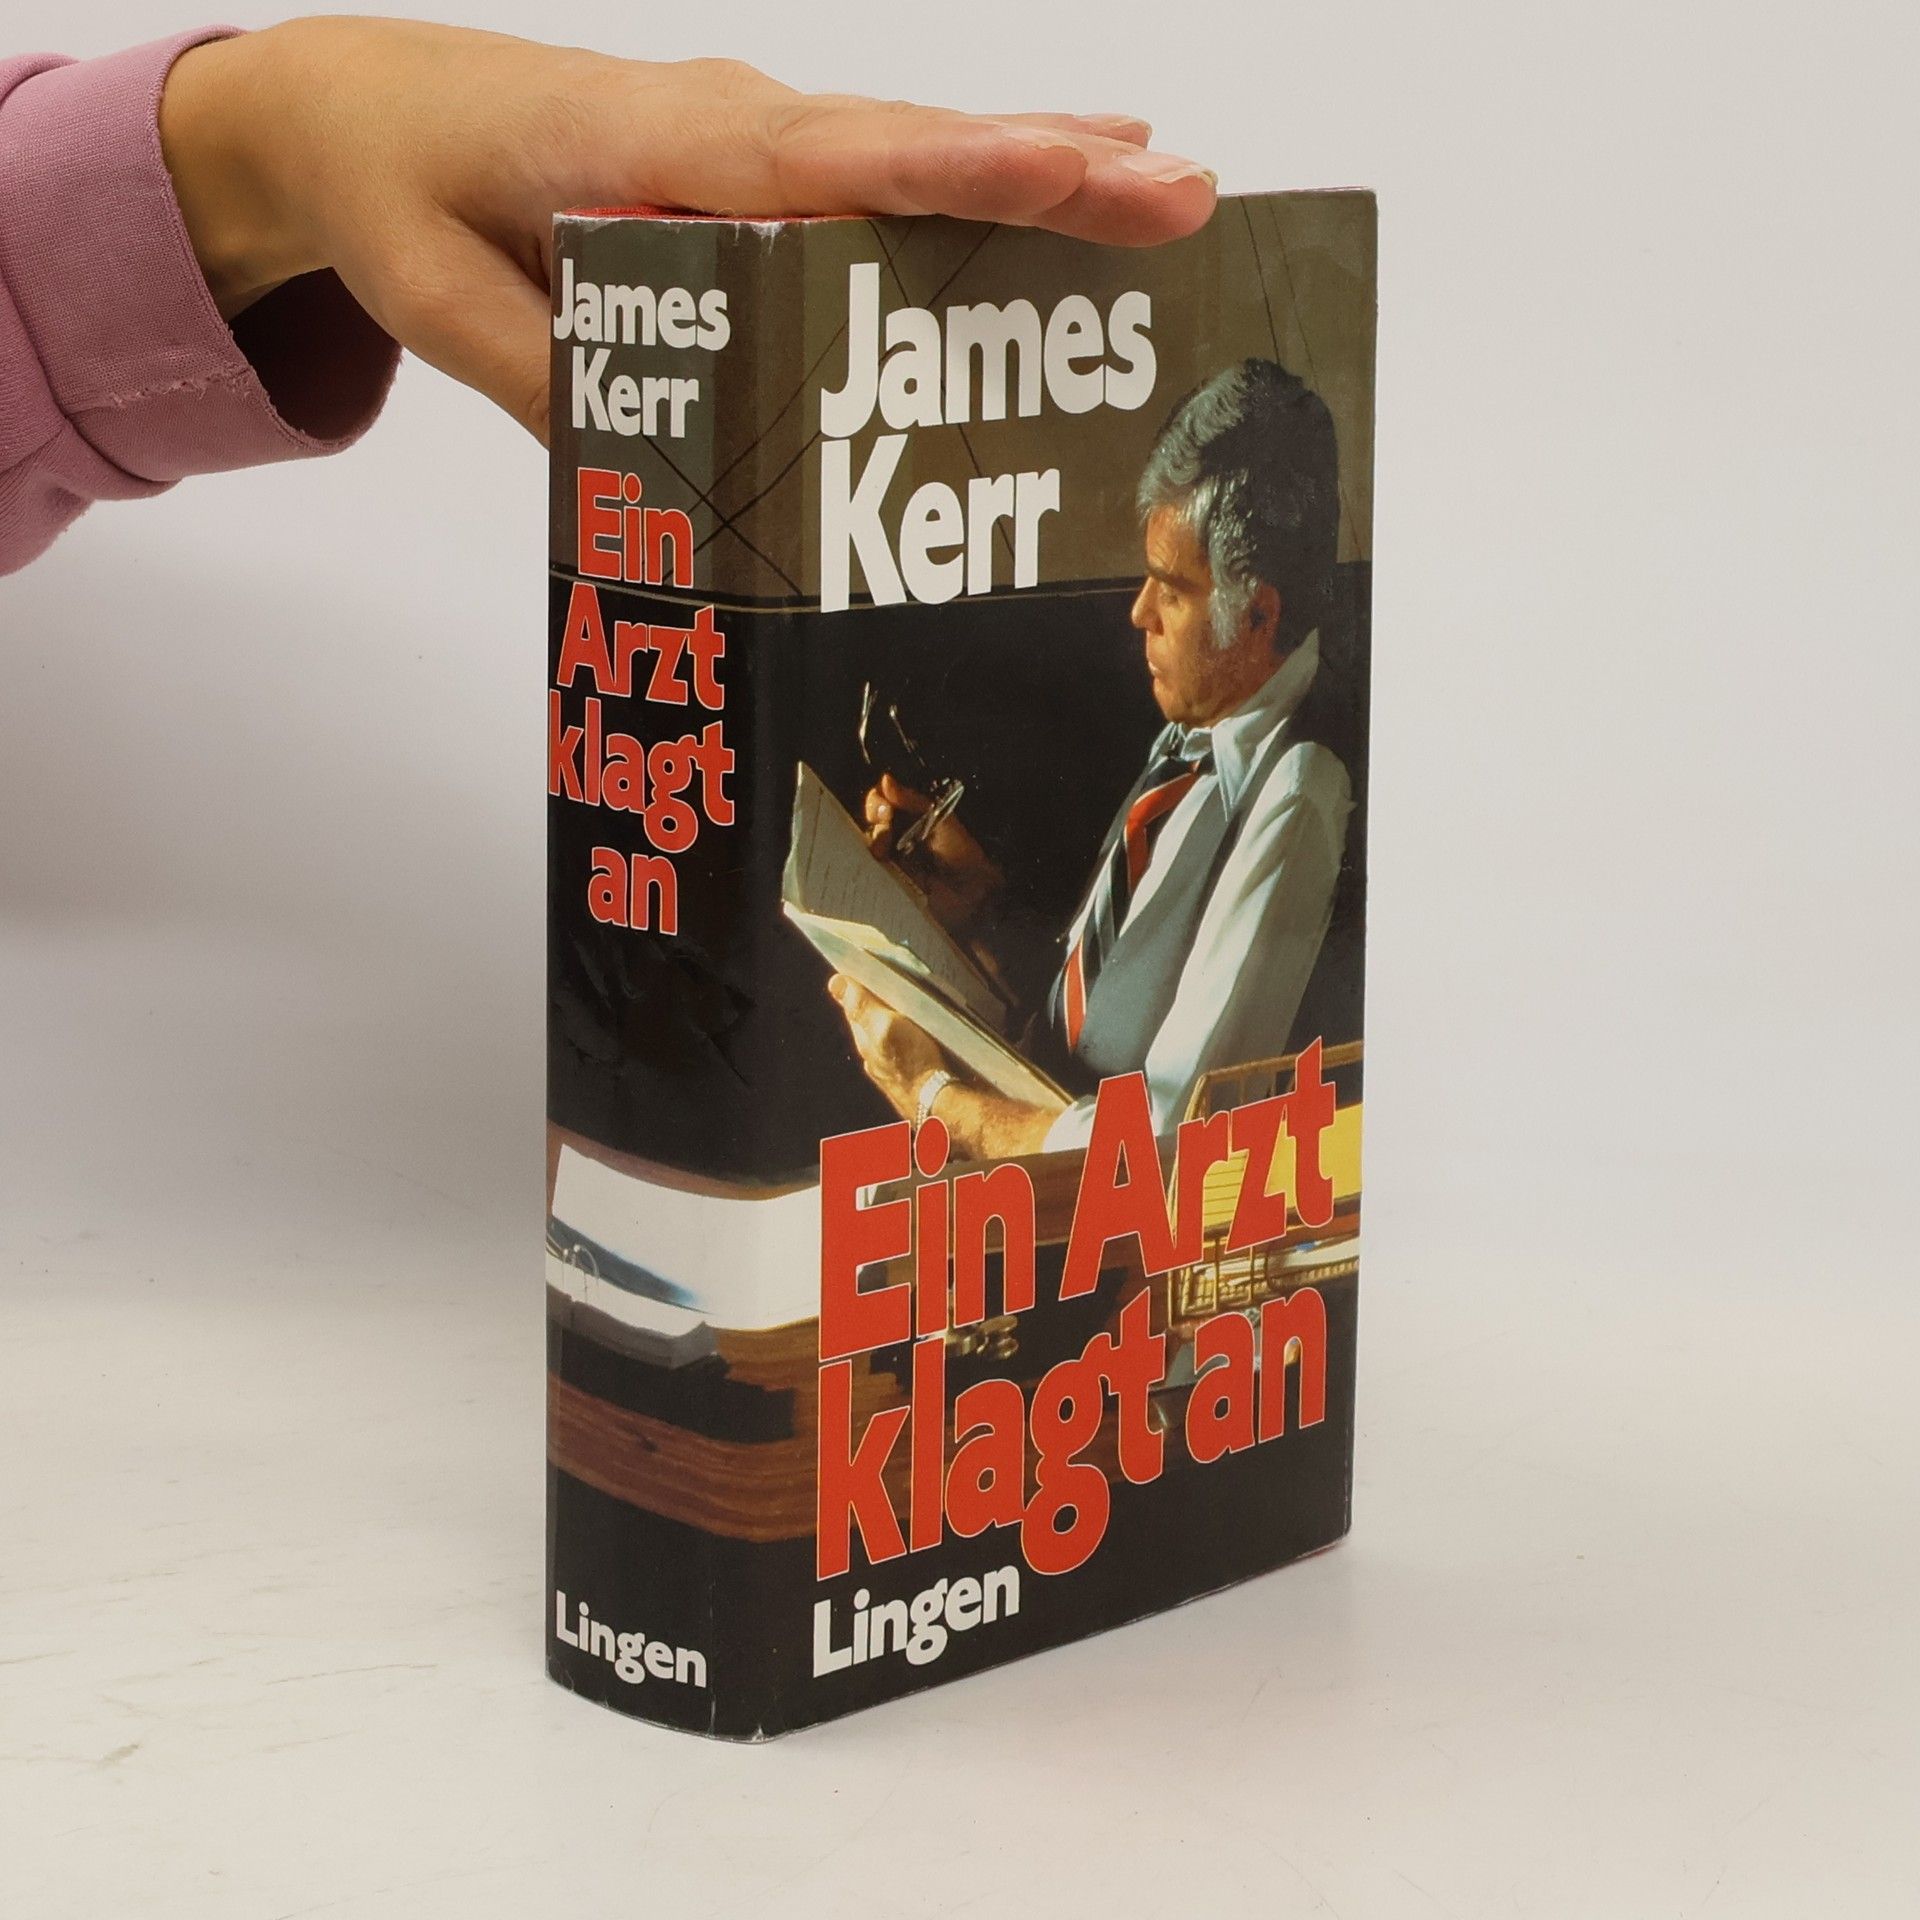 James
Kerr
Ein
Arzt
klagt
an
Lingen
James
Kerr
Ein Arzt
klagt an
Lingen